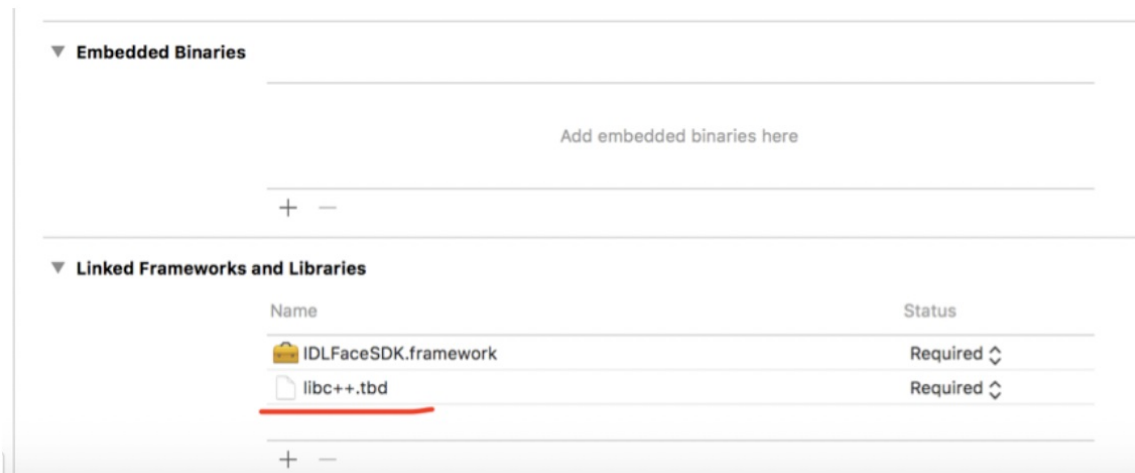 Embedded Binaries
Add embedded binaries here
Linked Frameworks and Libraries
Name Status
IDLFaceSDK.framework Required
libc++.tbd Required